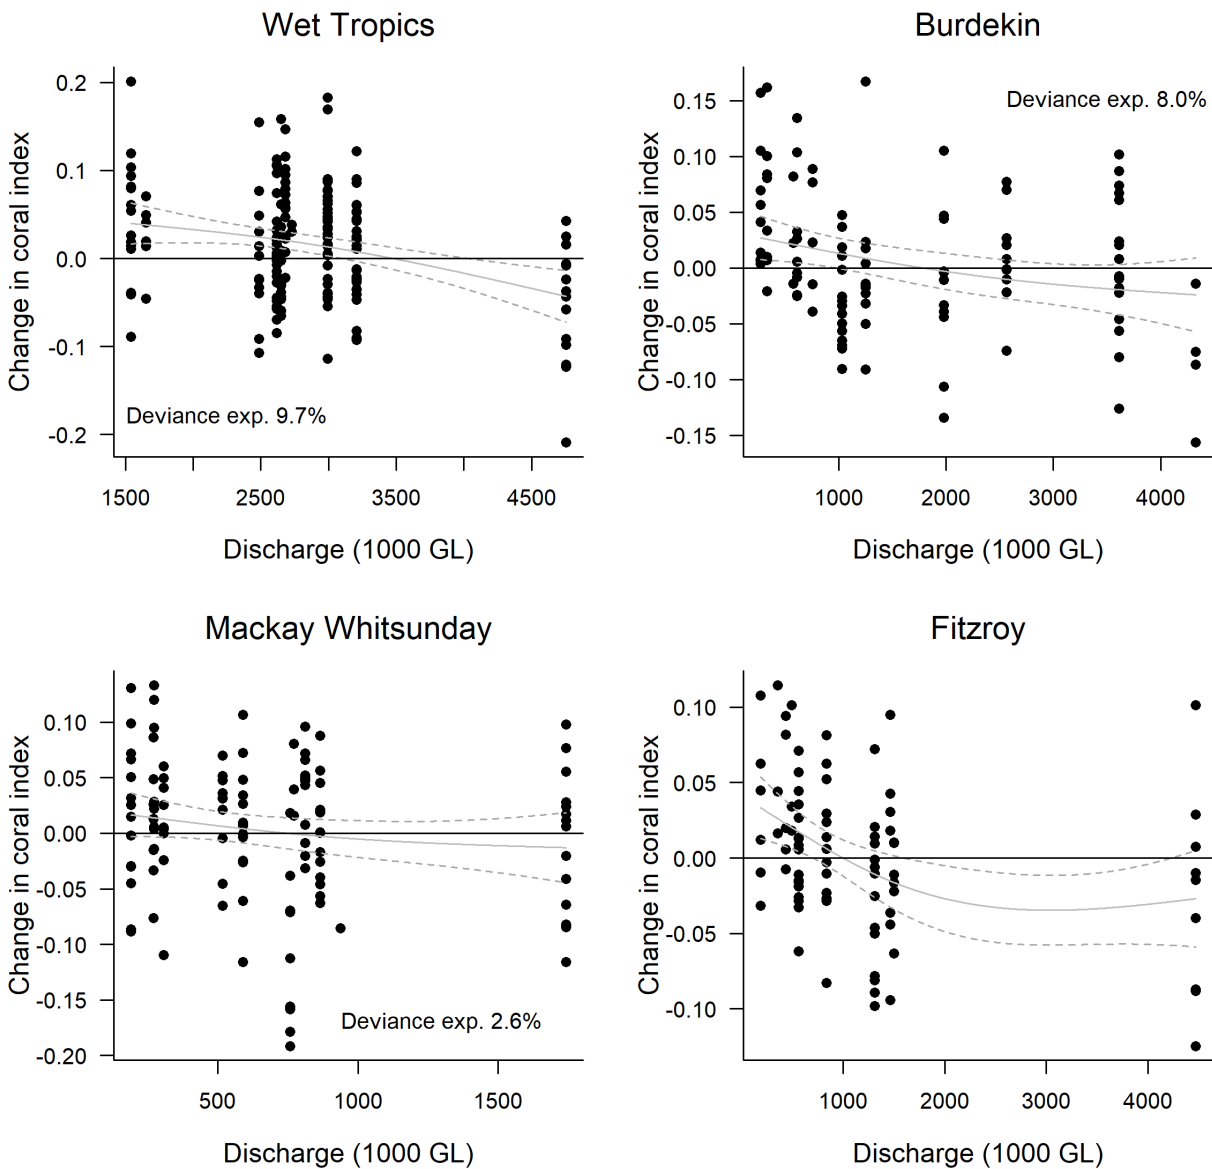 Wet Tropics
Change in coral index
0.2
0.1
0.0
-0.1
-0.2
Deviance exp. 9.7%
1500 2500 3500 4500
Discharge (1000 GL)
Burdekin
Change in coral index
0.15
0.10
0.05
0.00
-0.05
-0.10
-0.15
Deviance exp. 8.0%
1000 2000 3000 4000
Discharge (1000 GL)
Mackay Whitsunday
Change in coral index
0.10
0.05
0.00
-0.05
-0.10
-0.15
-0.20
Deviance exp. 2.6%
500 1000 1500
Discharge (1000 GL)
Fitzroy
Change in coral index
0.10
0.05
0.00
-0.05
-0.10
1000 2000 3000 4000
Discharge (1000 GL)